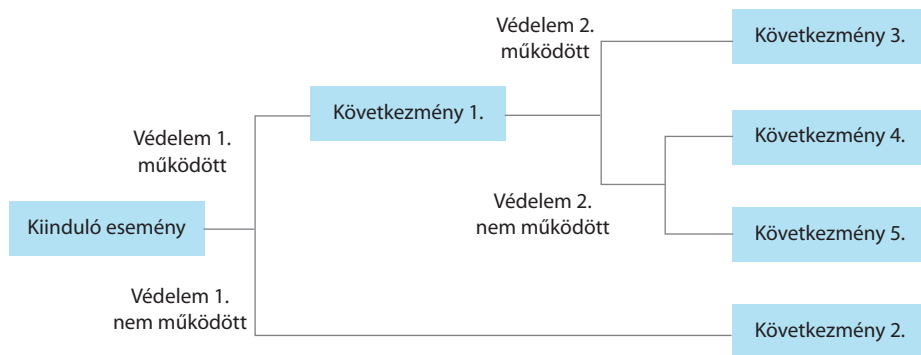 Védelem 2.
működött
Következmény 3.
Következmény 1.
Védelem 1.
működött
Következmény 4.
Védelem 2.
nem működött
Kiinduló esemény
Következmény 5.
Védelem 1.
nem működött
Következmény 2.